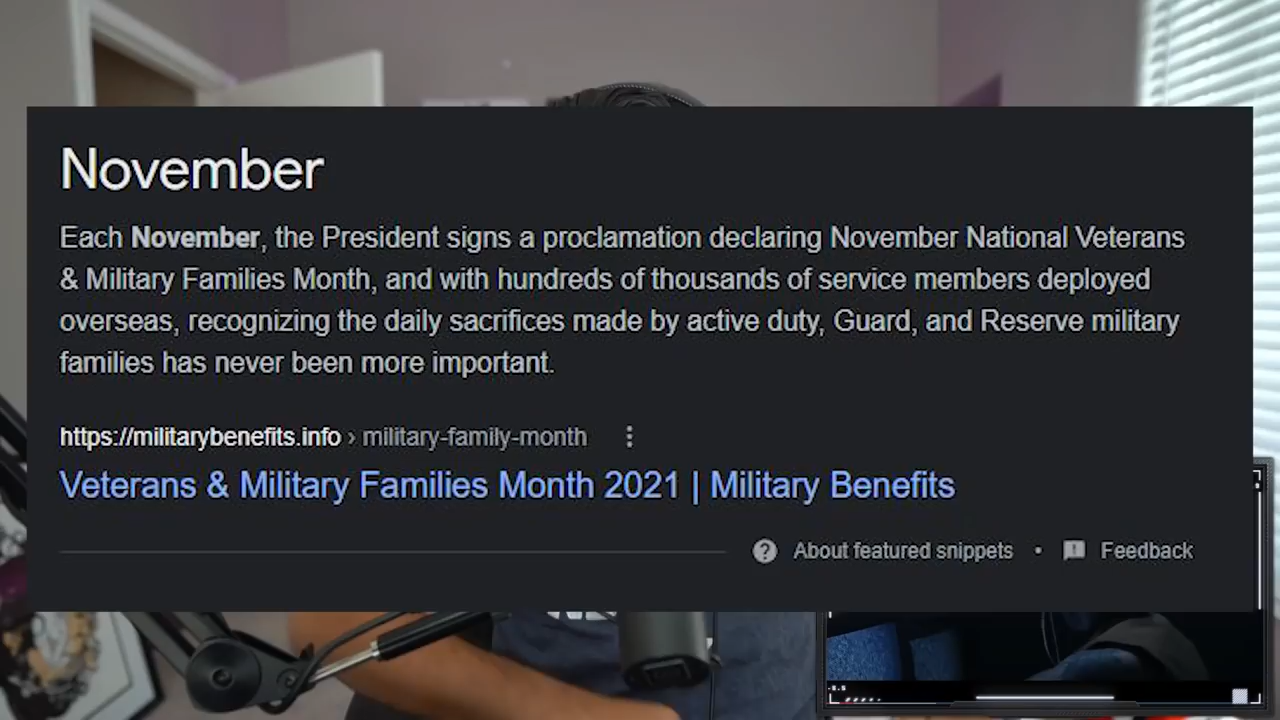 November
Each November, the President signs a proclamation declaring November National Veterans
& Military Families Month, and with hundreds of thousands of service members deployed
overseas, recognizing the daily sacrifices made by active duty, Guard, and Reserve military
families has never been more important.
https://militarybenefits.info › military-family-month
Veterans & Military Families Month 2021 | Military Benefits
About featured snippets • Feedback